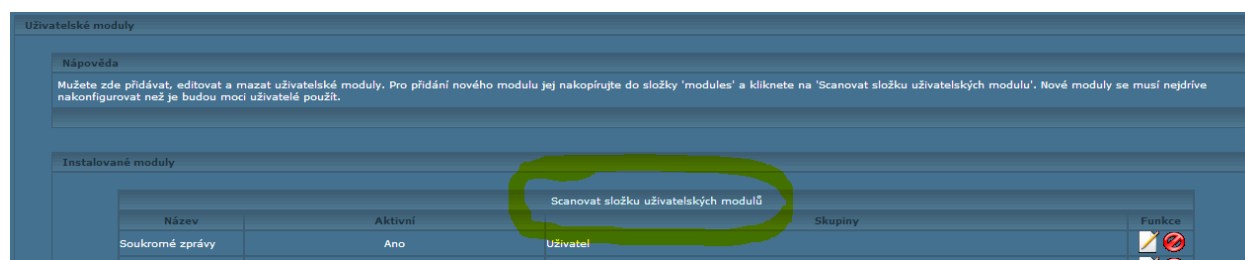 Uživatelské moduly
Nápověda
Mužete zde přidávat, editovat a mazat uživatelské moduly. Pro přidání nového modulu jej nakopírujte do složky 'modules' a kliknete na 'Scanovat složku uživatelských modulu'. Nové moduly se musí nejdríve
nakonfigurovat než je budou moci uživatelé použít.
Instalované moduly
Scanovat složku uživatelských modulů
Název Aktivní Skupiny Funkce
Soukromé zprávy Ano Uživatel